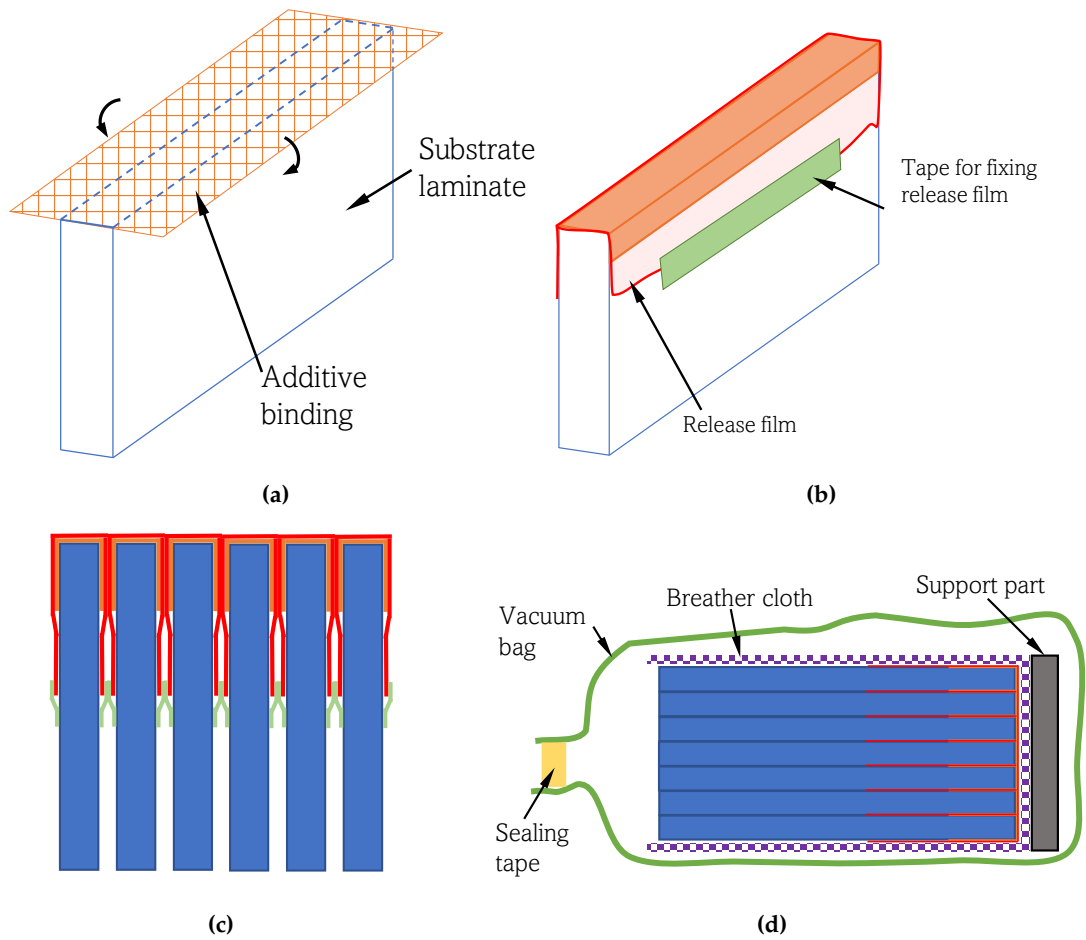 Substrate
laminate
Additive
binding
(a)
Tape for fixing
release film
Release film
(b)
(c)
Vacuum
bag
Breather cloth
Support part
Sealing
tape
(d)